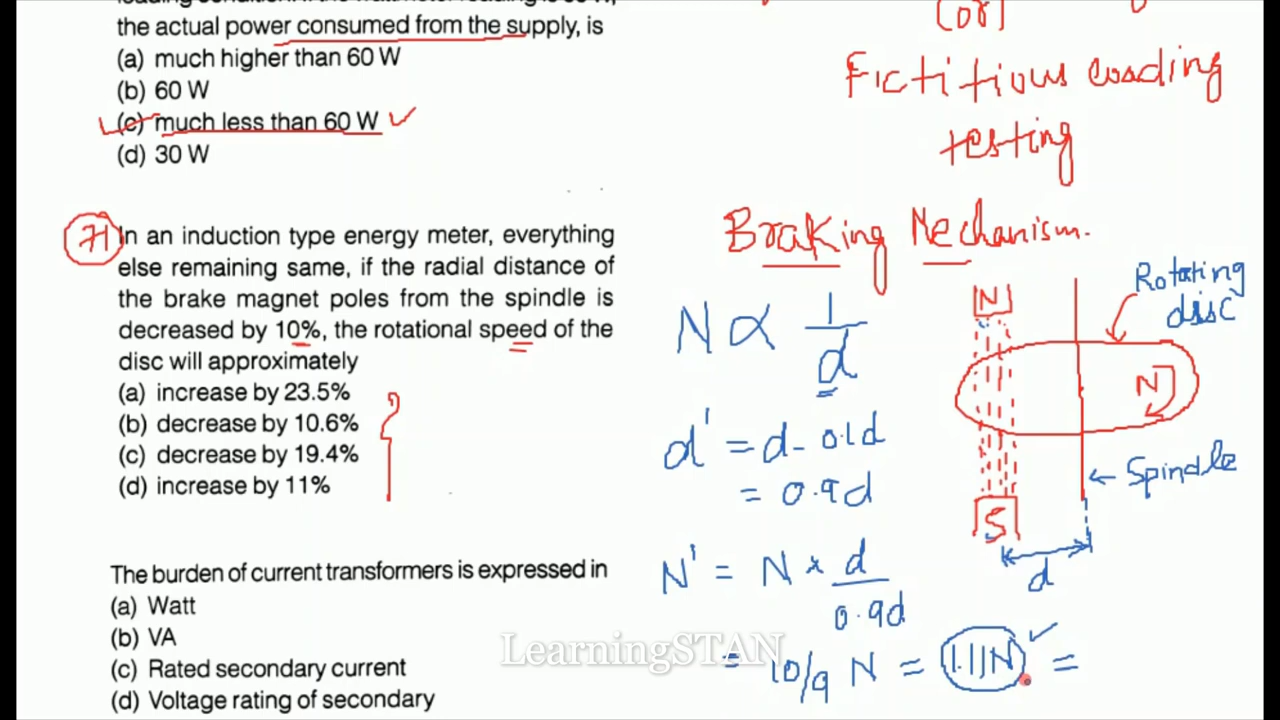 the actual power consumed from the supply, is
(a) much higher than 60 W
(b) 60 W
(c) much less than 60 W
(d) 30 W
(or)
Fictitious loading
testing
71
In an induction type energy meter, everything
else remaining same, if the radial distance of
the brake magnet poles from the spindle is
decreased by 10%, the rotational speed of the
disc will approximately
(a) increase by 23.5%
(b) decrease by 10.6%
(c) decrease by 19.4%
(d) increase by 11%
The burden of current transformers is expressed in
(a) Watt
(b) VA
(c) Rated secondary current
(d) Voltage rating of secondary
Braking Mechanism.
N ∝ 1/d
d' = d - 0.1d
= 0.9d
N' = N × d/0.9d
= 10/9 N = 1.11N =
N
Rotating
disc
N
Spindle
S
d
LearningSTAN